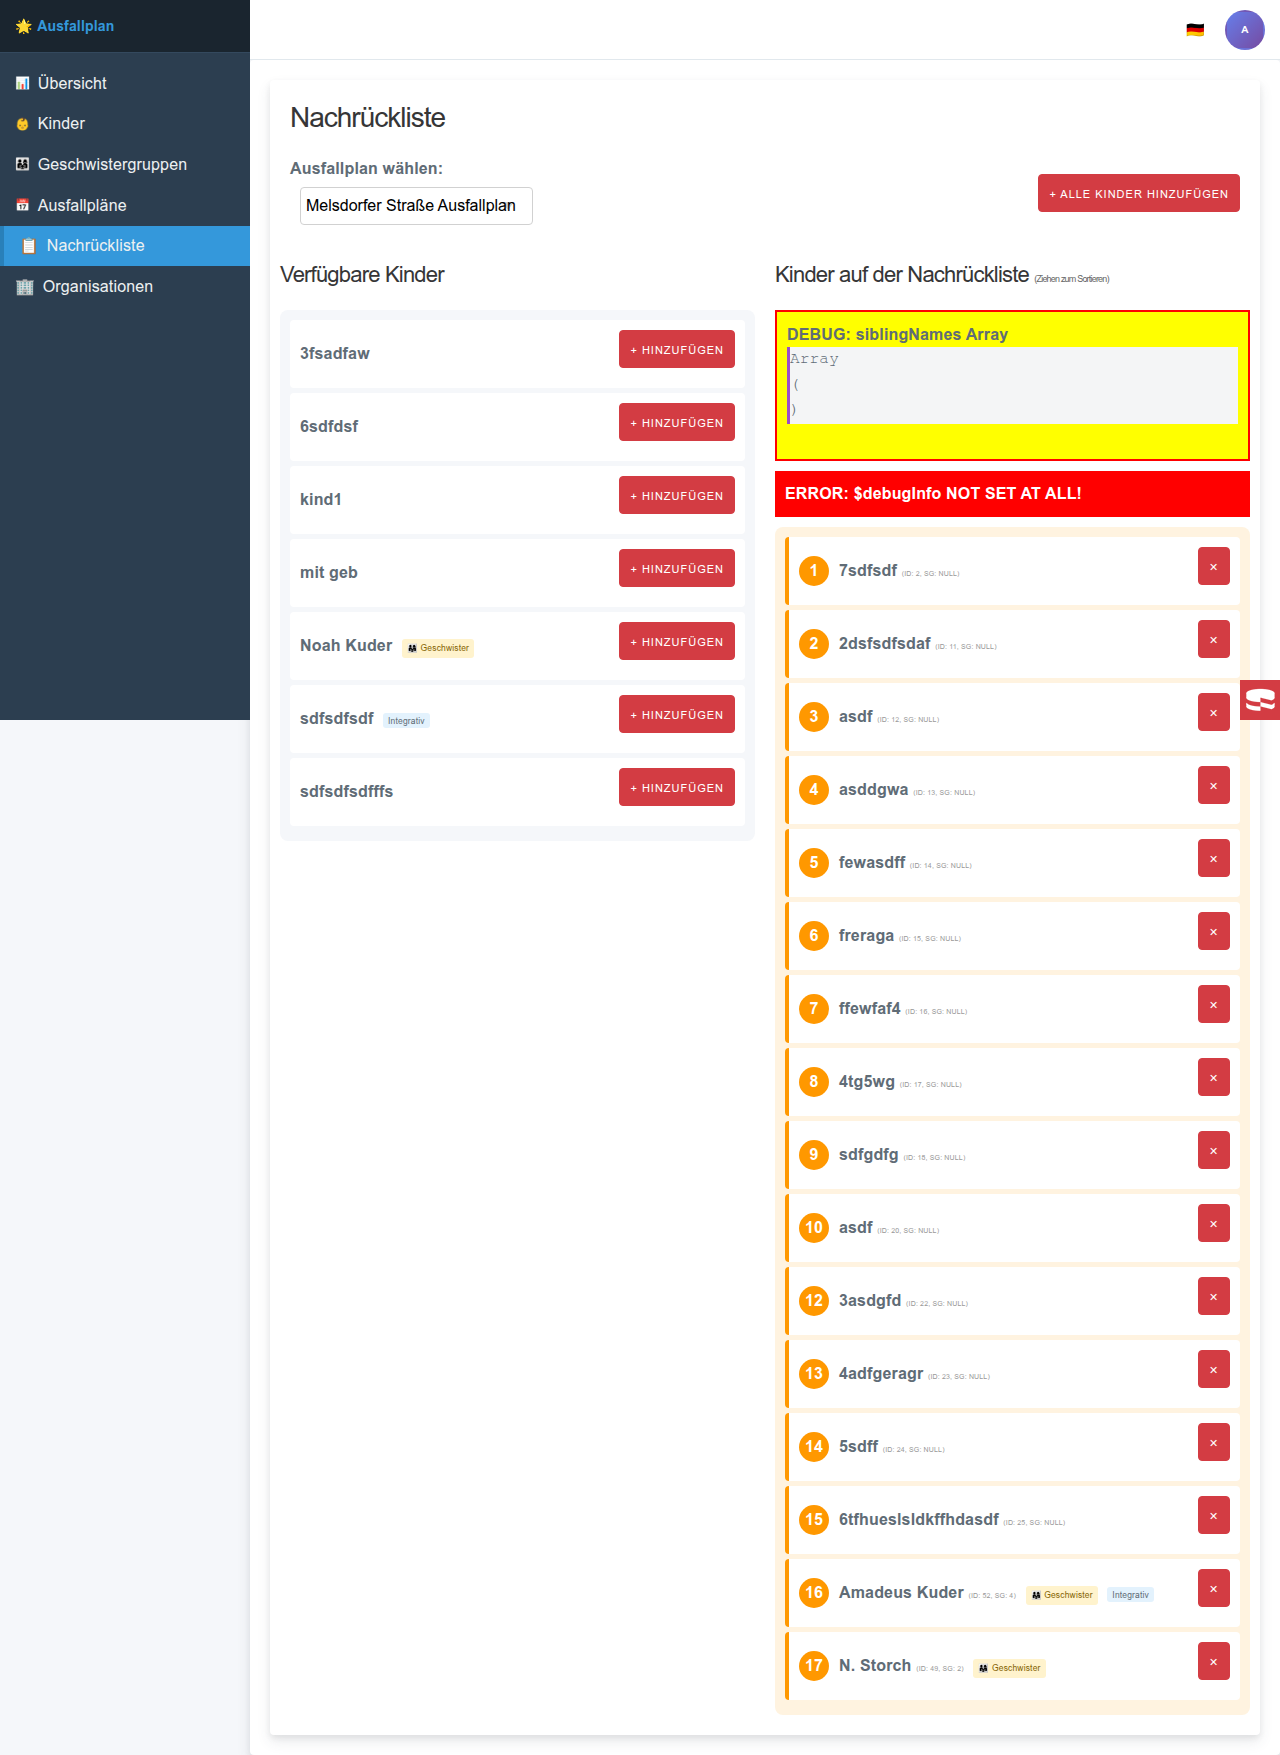 Ausfallplan
A
Übersicht
Kinder
Geschwistergruppen
Ausfallpläne
Nachrückliste
Organisationen
Nachrückliste
Ausfallplan wählen:
Melsdorfer Straße Ausfallplan
+ ALLE KINDER HINZUFÜGEN
Verfügbare Kinder
3fsadfaw
+ HINZUFÜGEN
6sdfdsf
+ HINZUFÜGEN
kind1
+ HINZUFÜGEN
mit geb
+ HINZUFÜGEN
Noah Kuder Geschwister
+ HINZUFÜGEN
sdfsdfsdf Integrativ
+ HINZUFÜGEN
sdfsdfsdfffs
+ HINZUFÜGEN
Kinder auf der Nachrückliste (Ziehen zum Sortieren)
DEBUG: siblingNames Array
Array
(
)
ERROR: $debugInfo NOT SET AT ALL!
1 7sdfsdf (ID: 2, SG: NULL) ×
2 2dsfsdfsdaf (ID: 11, SG: NULL) ×
3 asdf (ID: 12, SG: NULL) ×
4 asddgwa (ID: 13, SG: NULL) ×
5 fewasdff (ID: 14, SG: NULL) ×
6 freraga (ID: 15, SG: NULL) ×
7 ffewfaf4 (ID: 16, SG: NULL) ×
8 4tg5wg (ID: 17, SG: NULL) ×
9 sdfgdfg (ID: 18, SG: NULL) ×
10 asdf (ID: 20, SG: NULL) ×
12 3asdgfd (ID: 22, SG: NULL) ×
13 4adfgeragr (ID: 23, SG: NULL) ×
14 5sdff (ID: 24, SG: NULL) ×
15 6tfhueslsldkffhdasdf (ID: 25, SG: NULL) ×
16 Amadeus Kuder (ID: 52, SG: 4) Geschwister Integrativ ×
17 N. Storch (ID: 49, SG: 2) Geschwister ×